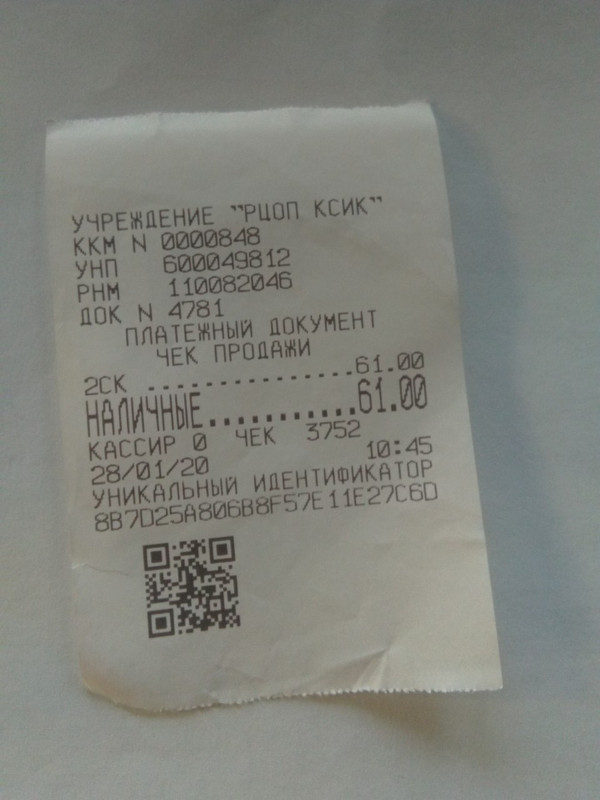 УЧРЕЖДЕНИЕ "РЦОП КСИК"
ККМ N 0000848
УНП 600049812
РНМ 110082046
ДОК N 4781
ПЛАТЕЖНЫЙ ДОКУМЕНТ
ЧЕК ПРОДАЖИ
2СК ...............61.00
НАЛИЧНЫЕ...........61.00
КАССИР 0 ЧЕК 3752
28/01/20 10:45
УНИКАЛЬНЫЙ ИДЕНТИФИКАТОР
8B7D25A806B8F57E11E27C6D